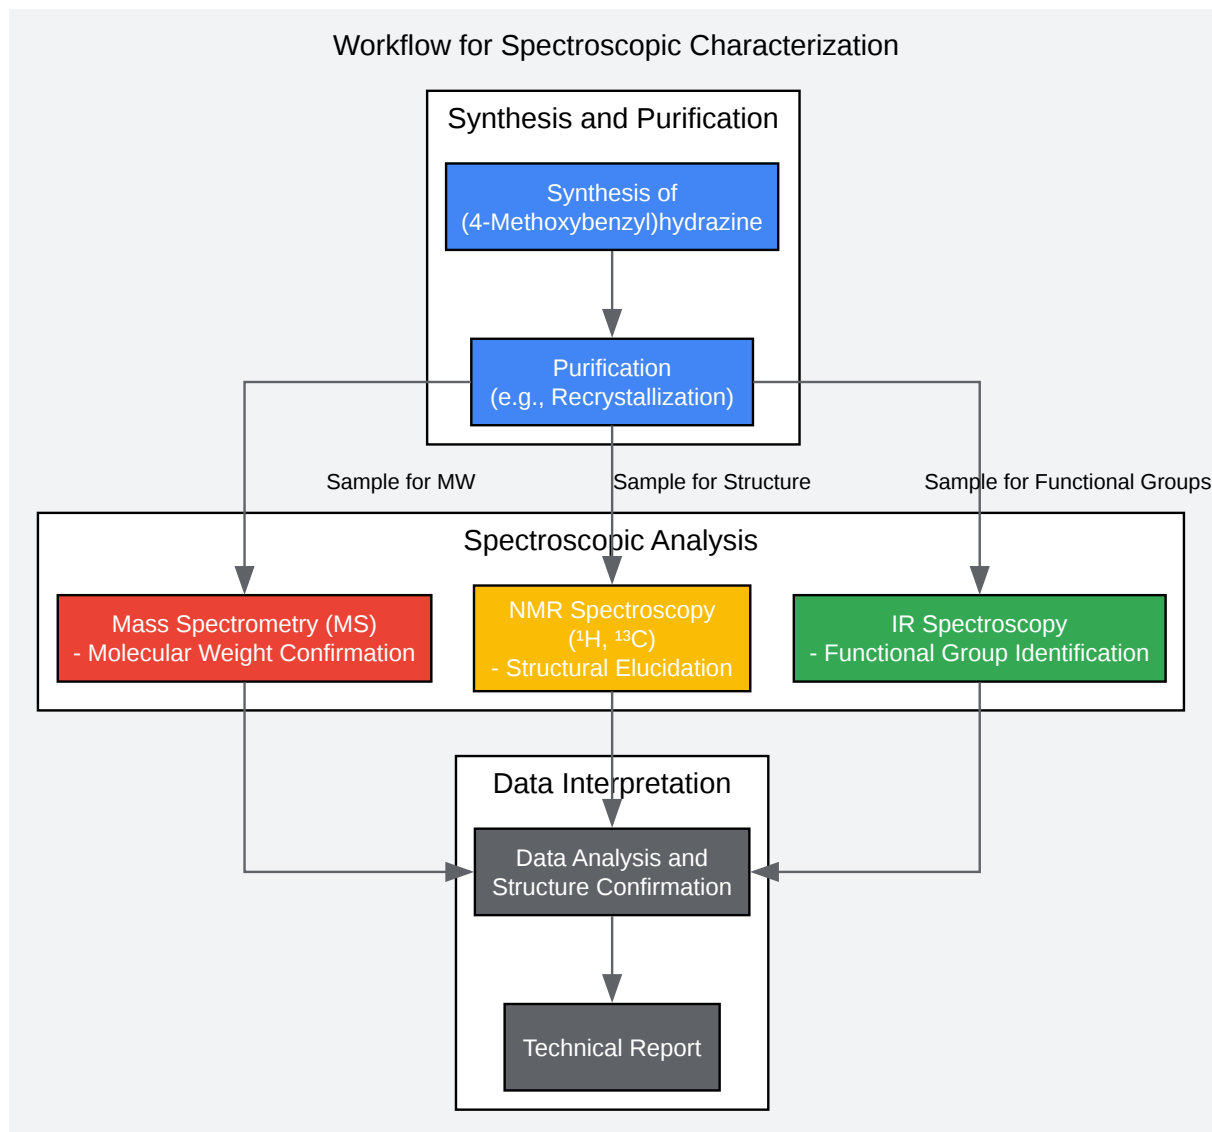 Workflow for Spectroscopic Characterization
Synthesis and Purification
Synthesis of
(4-Methoxybenzyl)hydrazine
Purification
(e.g., Recrystallization)
Sample for MW
Sample for Structure
Sample for Functional Groups
Spectroscopic Analysis
Mass Spectrometry (MS)
- Molecular Weight Confirmation
NMR Spectroscopy
(¹H, ¹³C)
- Structural Elucidation
IR Spectroscopy
- Functional Group Identification
Data Interpretation
Data Analysis and
Structure Confirmation
Technical Report